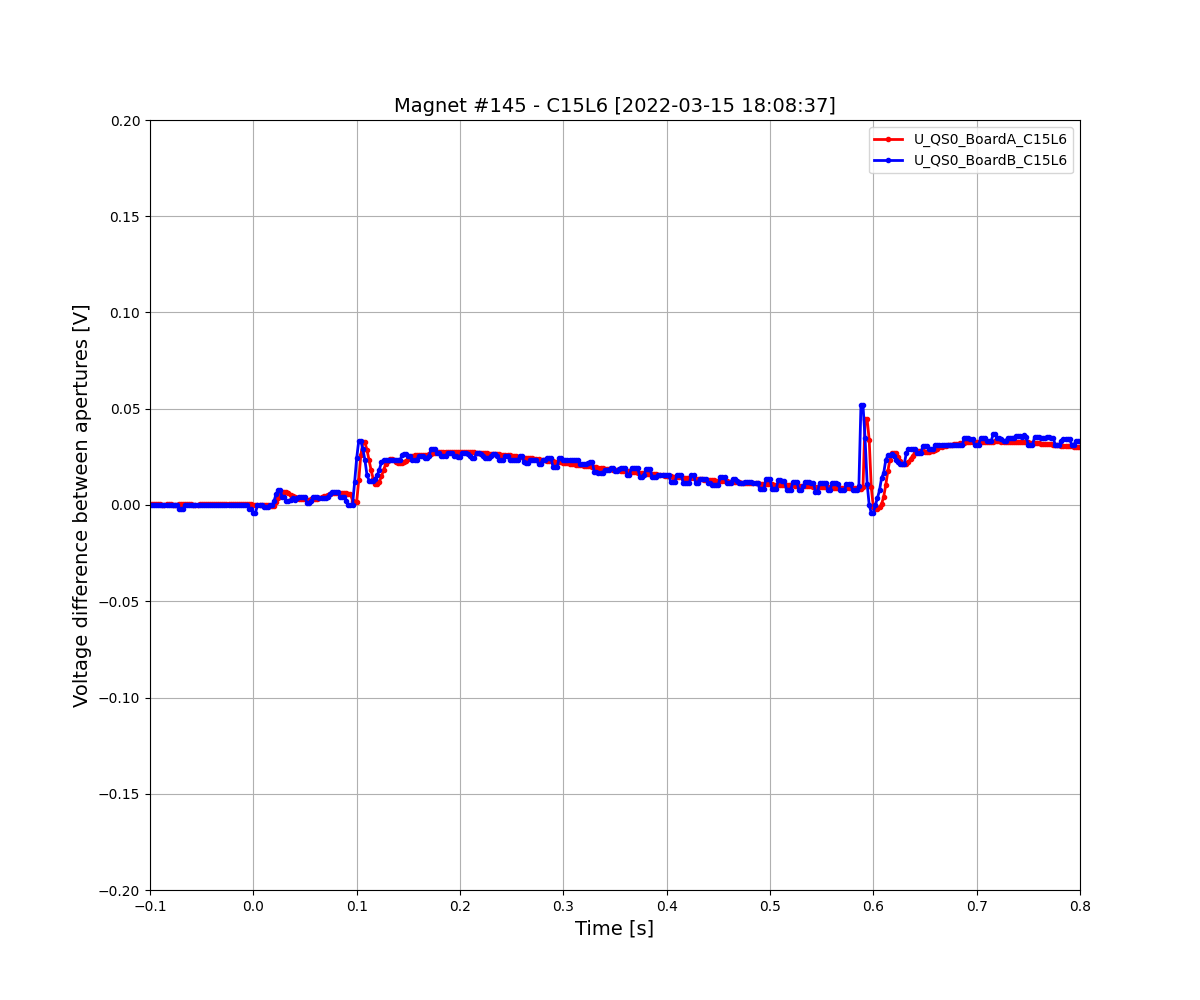 Magnet #145 - C15L6 [2022-03-15 18:08:37]
U_QS0_BoardA_C15L6
U_QS0_BoardB_C15L6
Voltage difference between apertures [V]
0.20
0.15
0.10
0.05
0.00
−0.05
−0.10
−0.15
−0.20
−0.1 0.0 0.1 0.2 0.3 0.4 0.5 0.6 0.7 0.8
Time [s]